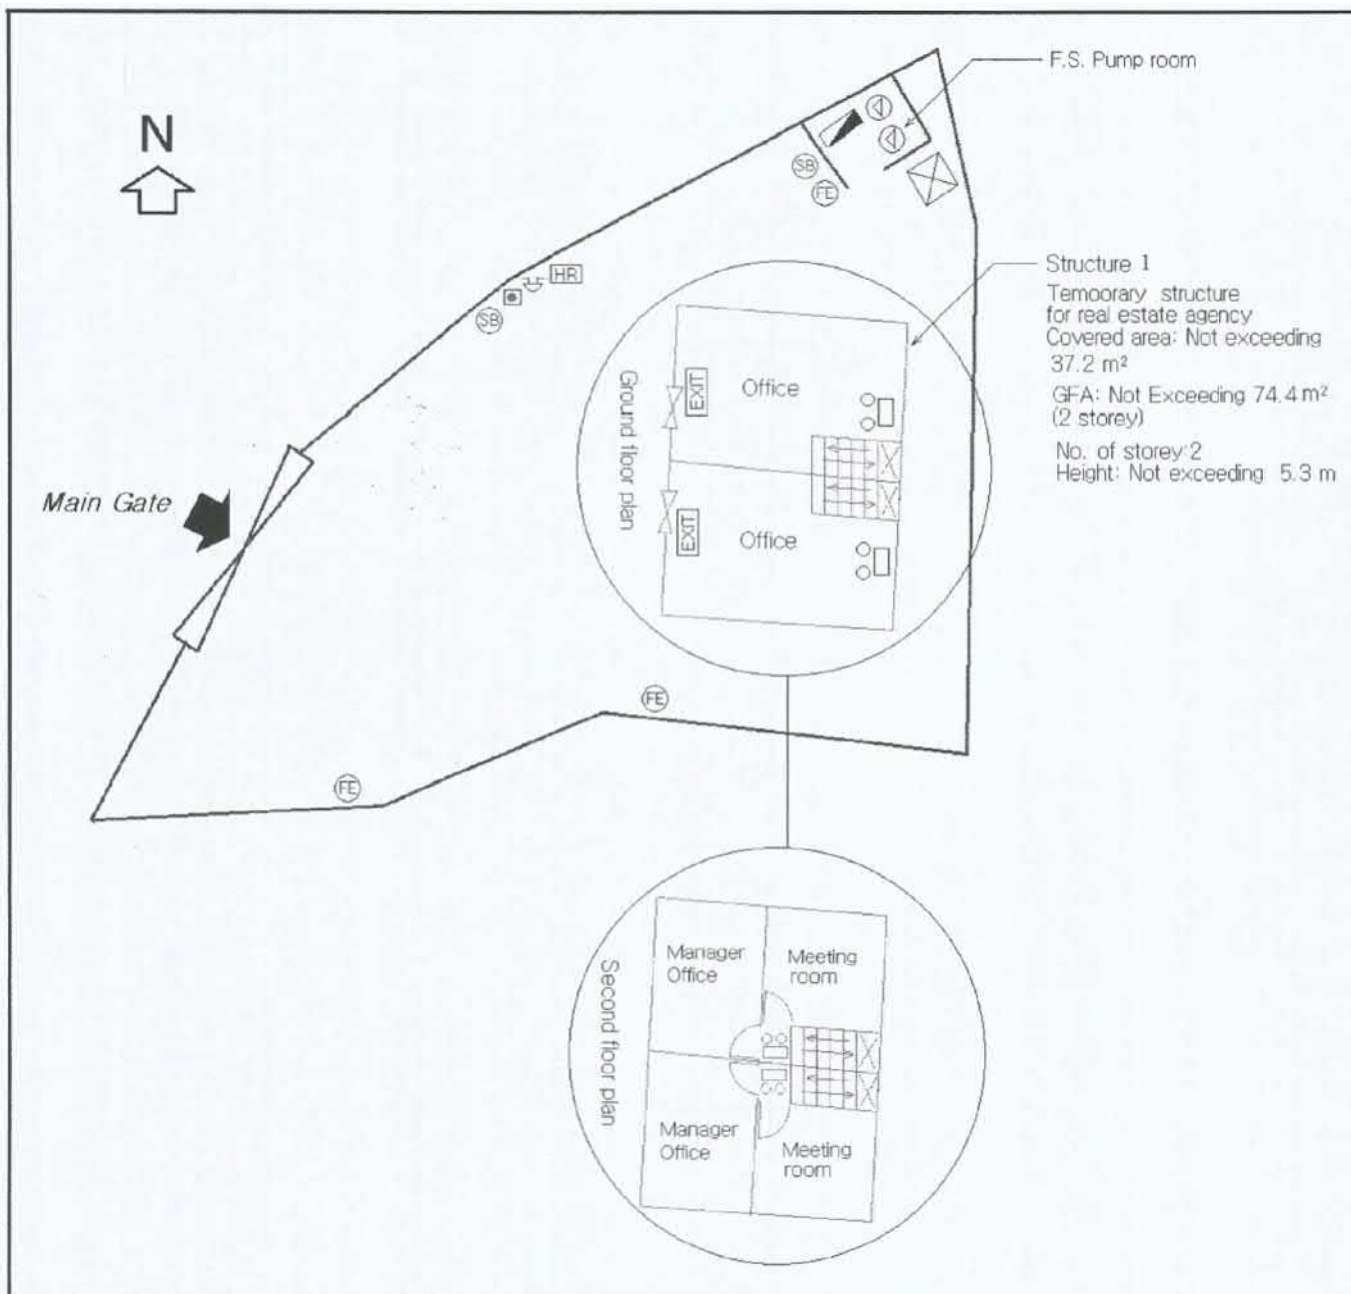 F.S. Pump room
N
SB
FE
HR
SB
Structure 1
Temoorary structure
for real estate agency
Covered area: Not exceeding
37.2 m²
GFA: Not Exceeding 74.4 m²
(2 storey)
No. of storey:2
Height: Not exceeding 5.3 m
Ground floor plan
EXIT
Office
Main Gate
EXIT
Office
FE
FE
Second floor plan
Manager
Office
Meeting
room
Manager
Office
Meeting
room